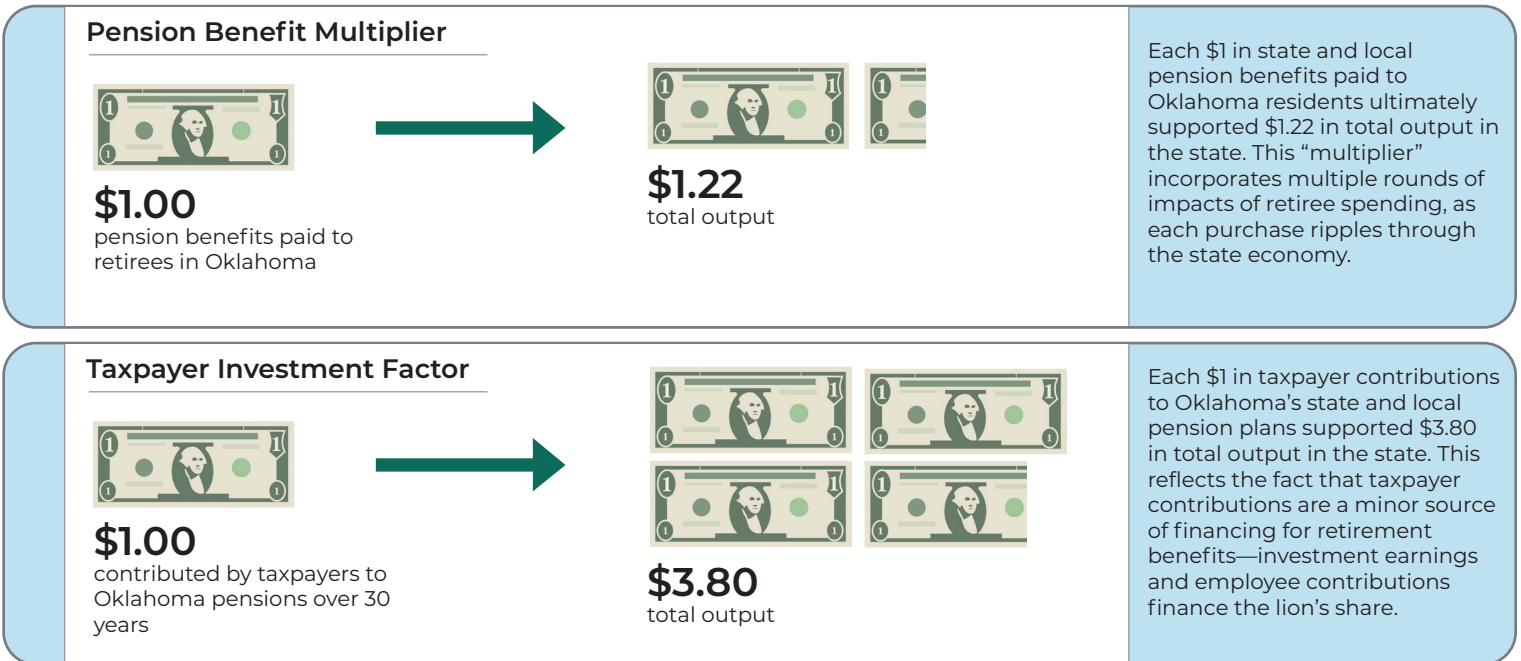 Pension Benefit Multiplier
$1.00
pension benefits paid to
retirees in Oklahoma
$1.22
total output
Each $1 in state and local
pension benefits paid to
Oklahoma residents ultimately
supported $1.22 in total output in
the state. This “multiplier”
incorporates multiple rounds of
impacts of retiree spending, as
each purchase ripples through
the state economy.
Taxpayer Investment Factor
$1.00
contributed by taxpayers to
Oklahoma pensions over 30
years
$3.80
total output
Each $1 in taxpayer contributions
to Oklahoma’s state and local
pension plans supported $3.80
in total output in the state. This
reflects the fact that taxpayer
contributions are a minor source
of financing for retirement
benefits—investment earnings
and employee contributions
finance the lion’s share.